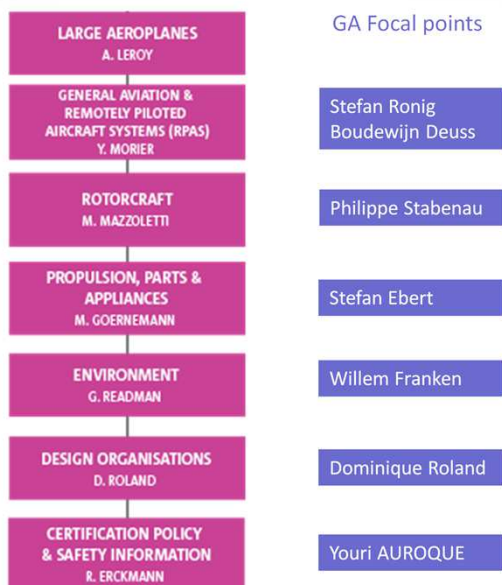 LARGE AEROPLANES
A. LEROY
GENERAL AVIATION &
REMOTELY PILOTED
AIRCRAFT SYSTEMS (RPAS)
Y. MORIER
ROTORCRAFT
M. MAZZOLETTI
PROPULSION, PARTS &
APPLIANCES
M. GOERNEMANN
ENVIRONMENT
G. READMAN
DESIGN ORGANISATIONS
D. ROLAND
CERTIFICATION POLICY
& SAFETY INFORMATION
R. ERCKMANN
GA Focal points
Stefan Ronig
Boudewijn Deuss
Philippe Stabenau
Stefan Ebert
Willem Franken
Dominique Roland
Youri AUROQUE